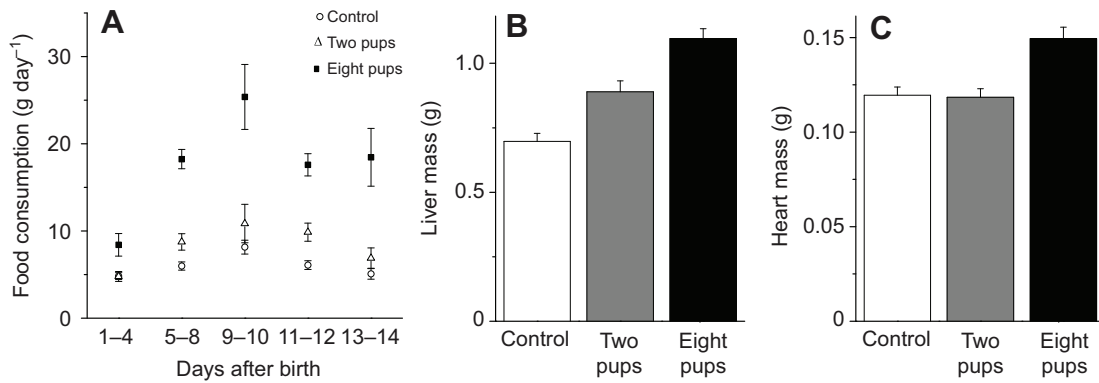 A
Control
Two pups
Eight pups
Food consumption (g day⁻¹)
30
20
10
0
1–4
5–8
9–10
11–12
13–14
Days after birth
B
Liver mass (g)
1.0
0.5
0
Control
Two
pups
Eight
pups
C
Heart mass (g)
0.15
0.10
0.05
0
Control
Two
pups
Eight
pups